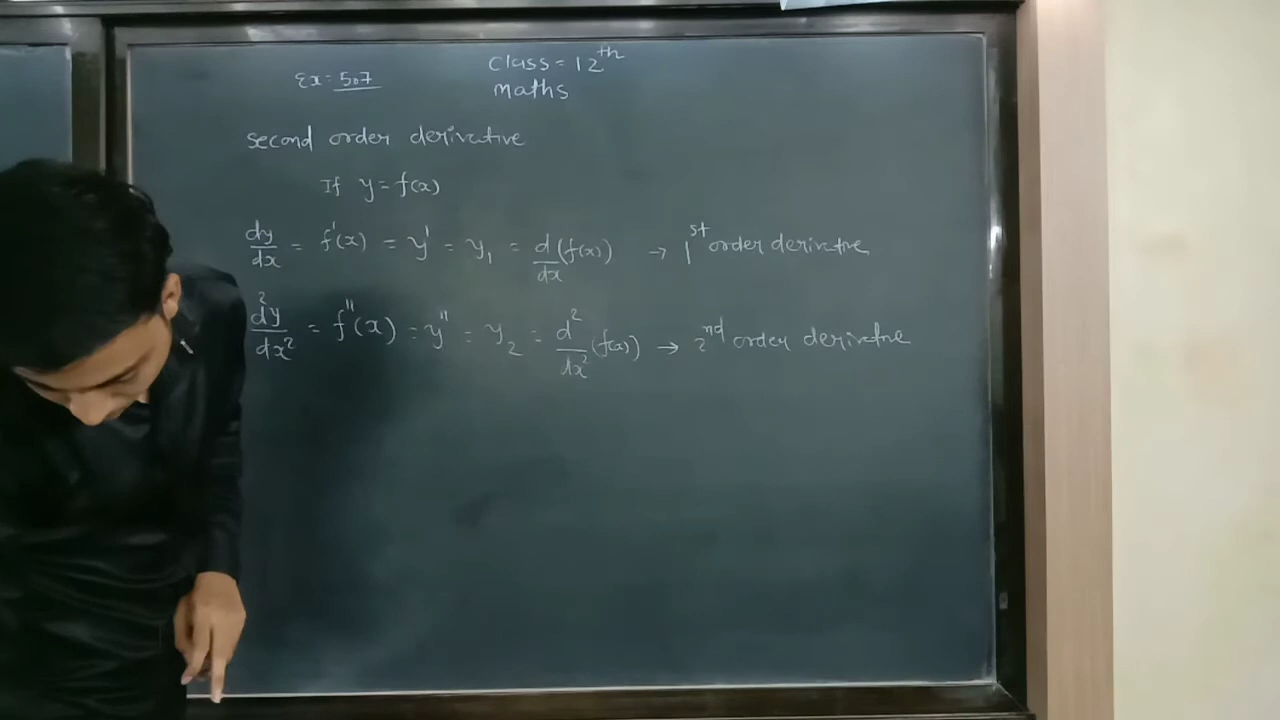 Ex = 5.7
Class = 12th
maths
second order derivative
If y = f(x)
dy/dx = f'(x) = y' = y₁ = d/dx (f(x)) → 1st order derivative
d²y/dx² = f''(x) = y'' = y₂ = d²/dx² (f(x)) → 2nd order derivative